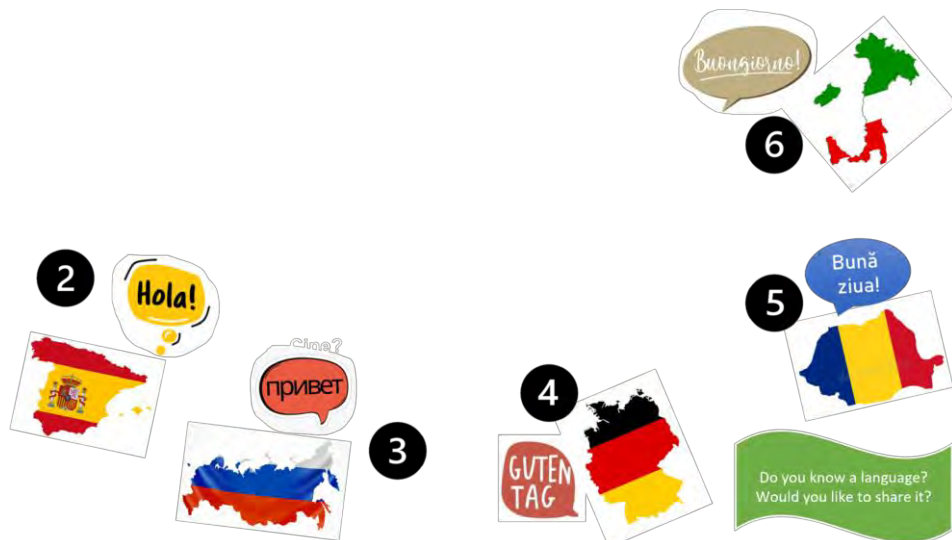 Buongiorno!
6
2
Hola!
Cine?
привет
3
4
GUTEN
TAG
Bună
ziua!
5
Do you know a language?
Would you like to share it?